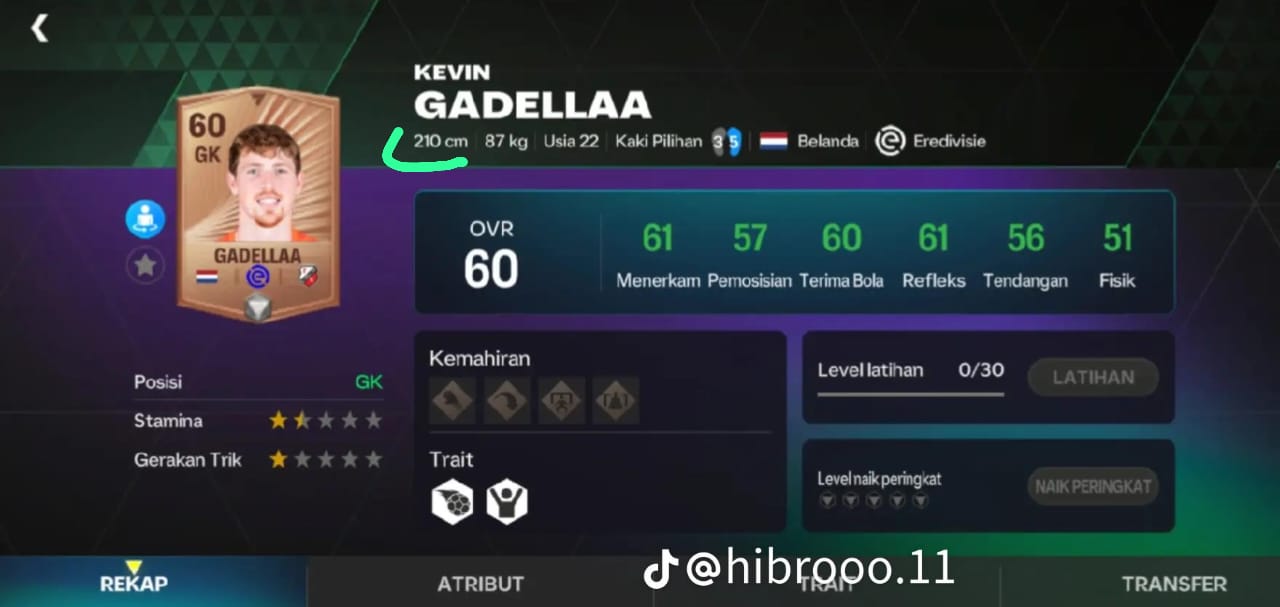 KEVIN
GADELLAA
210 cm 87 kg Usia 22 Kaki Pilihan 3 5 Belanda Eredivisie
60
GK
GADELLAA
OVR
60
61 57 60 61 56 51
Menerkam Pemosisian Terima Bola Refleks Tendangan Fisik
Posisi GK
Stamina
Gerakan Trik
Kemahiran
Trait
Level latihan 0/30 LATIHAN
Level naik peringkat NAIK PERINGKAT
@hibrooo.11
REKAP ATRIBUT TRAIT TRANSFER